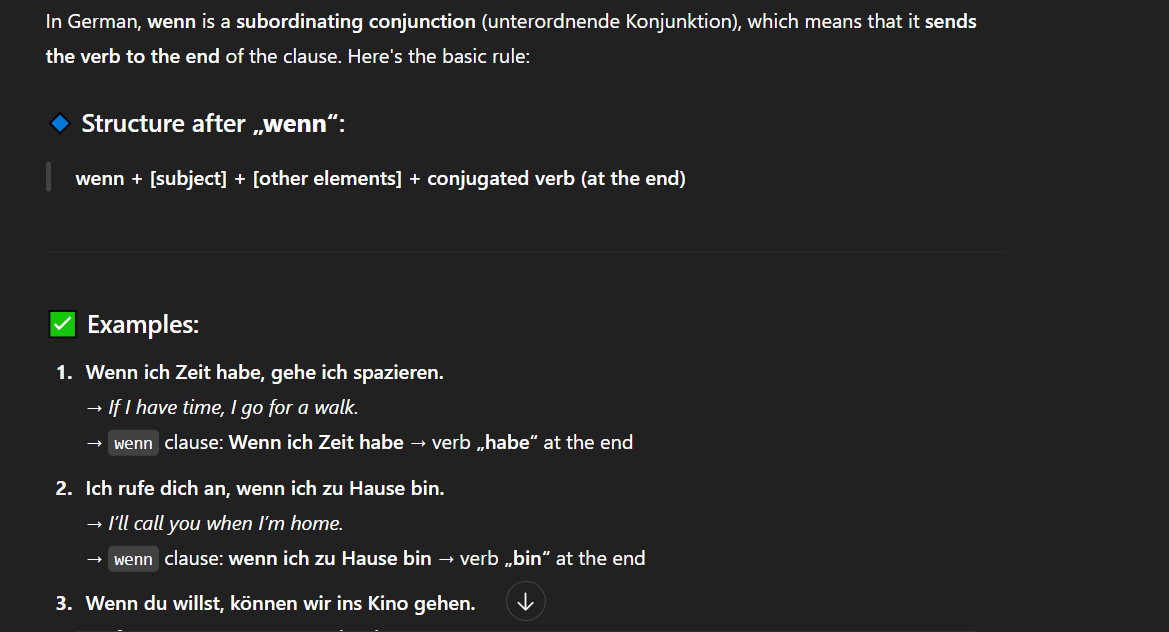 In German, wenn is a subordinating conjunction (unterordnende Konjunktion), which means that it sends
the verb to the end of the clause. Here's the basic rule:
Structure after „wenn“:
wenn + [subject] + [other elements] + conjugated verb (at the end)
Examples:
1. Wenn ich Zeit habe, gehe ich spazieren.
→ If I have time, I go for a walk.
→ wenn clause: Wenn ich Zeit habe → verb „habe“ at the end
2. Ich rufe dich an, wenn ich zu Hause bin.
→ I’ll call you when I’m home.
→ wenn clause: wenn ich zu Hause bin → verb „bin“ at the end
3. Wenn du willst, können wir ins Kino gehen.